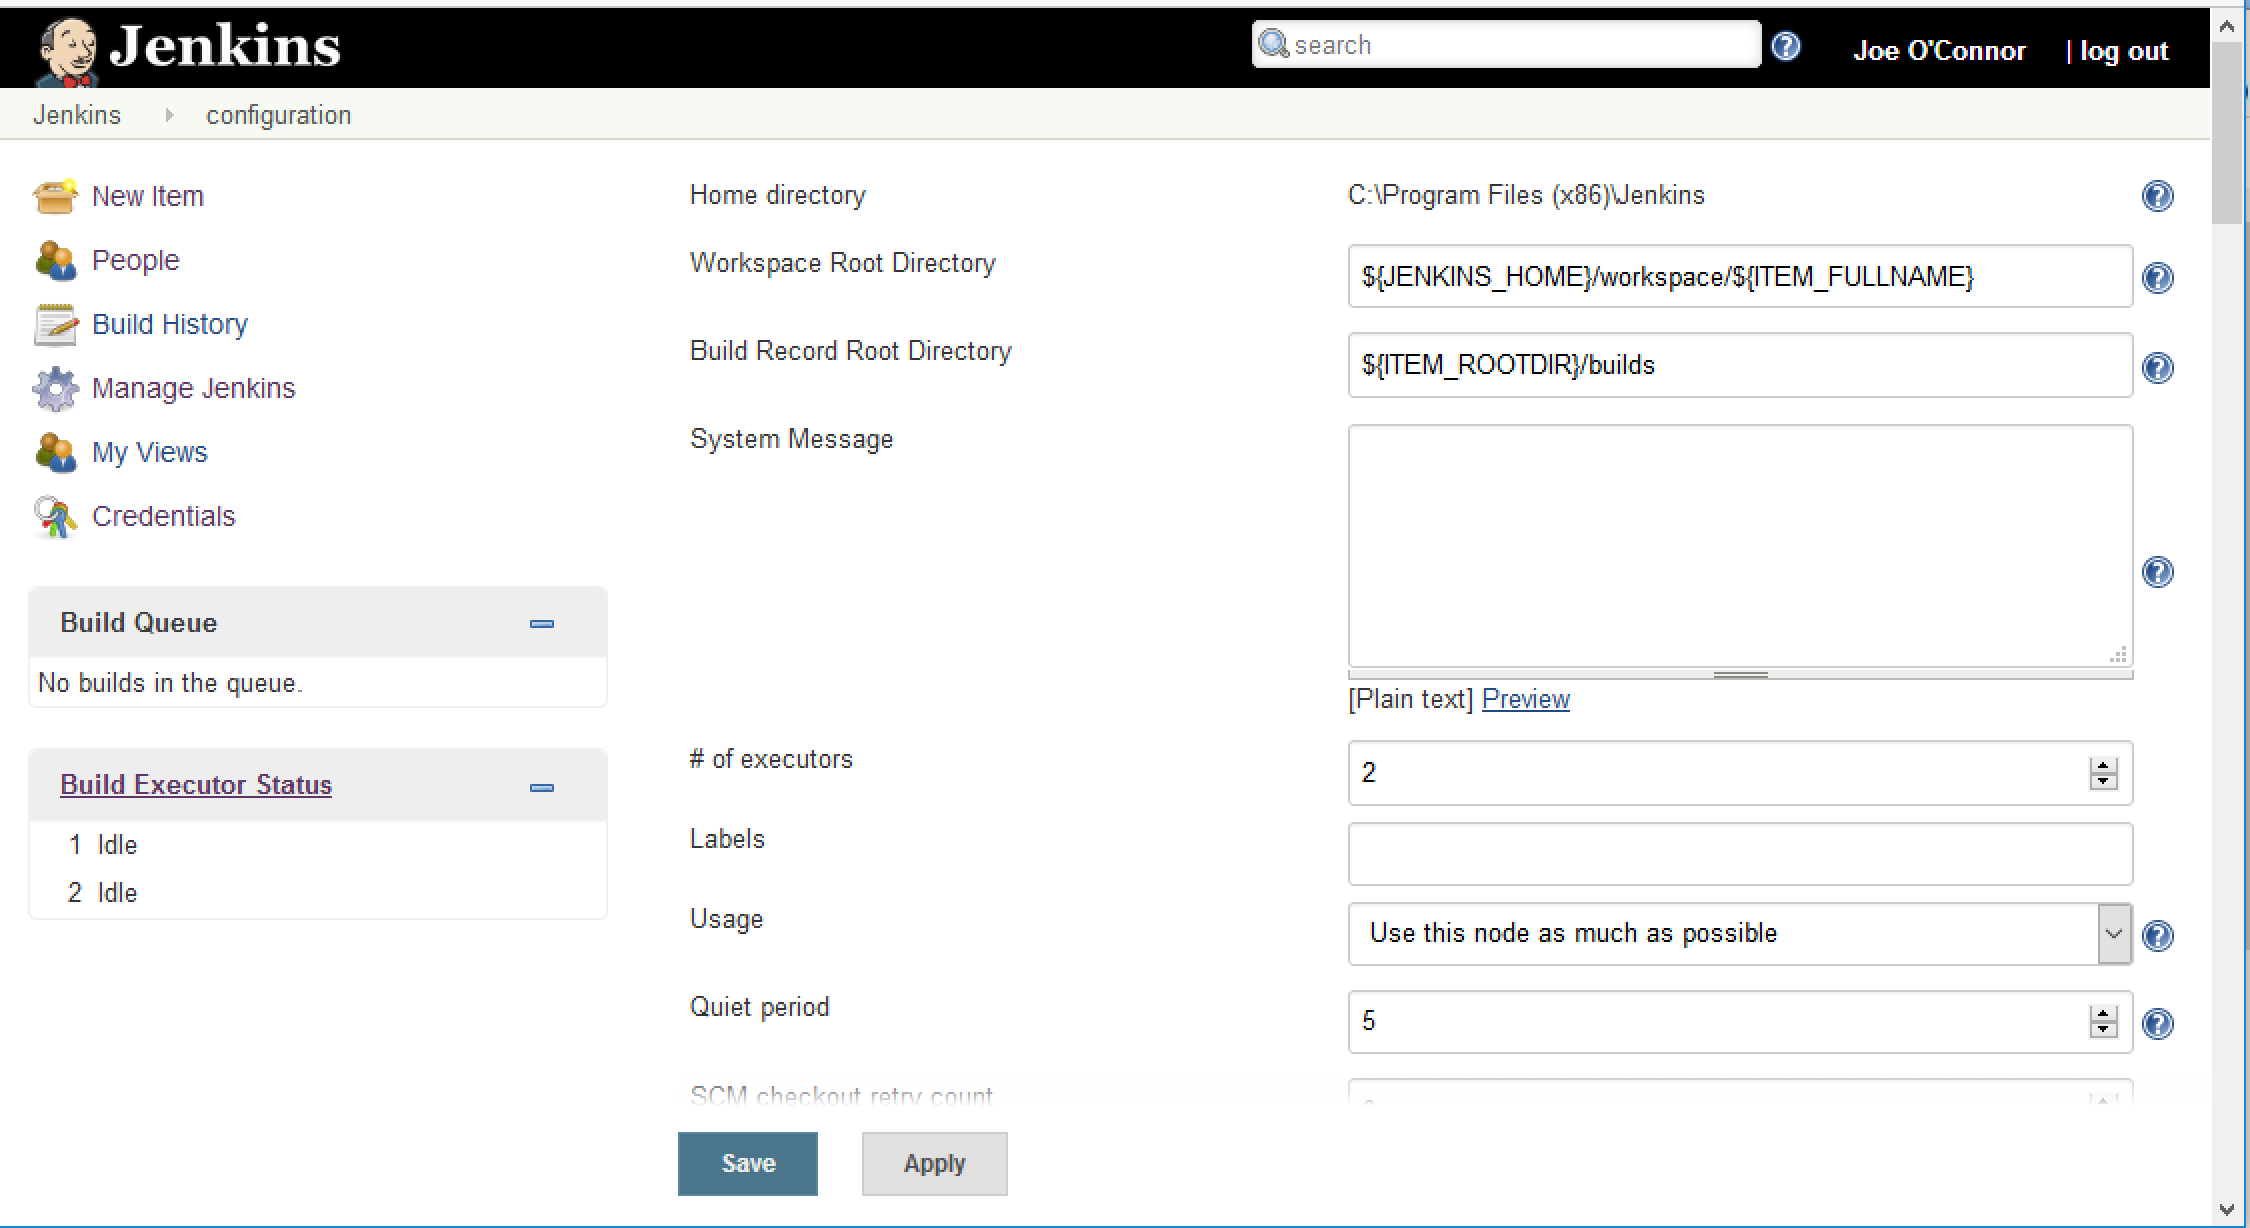 Jenkins
search
Joe O'Connor | log out
Jenkins configuration
New Item
People
Build History
Manage Jenkins
My Views
Credentials
Build Queue
No builds in the queue.
Build Executor Status
1 Idle
2 Idle
Home directory C:\Program Files (x86)\Jenkins
Workspace Root Directory ${JENKINS_HOME}/workspace/${ITEM_FULLNAME}
Build Record Root Directory ${ITEM_ROOTDIR}/builds
System Message
[Plain text] Preview
# of executors 2
Labels
Usage Use this node as much as possible
Quiet period 5
SCM checkout retry count
Save Apply